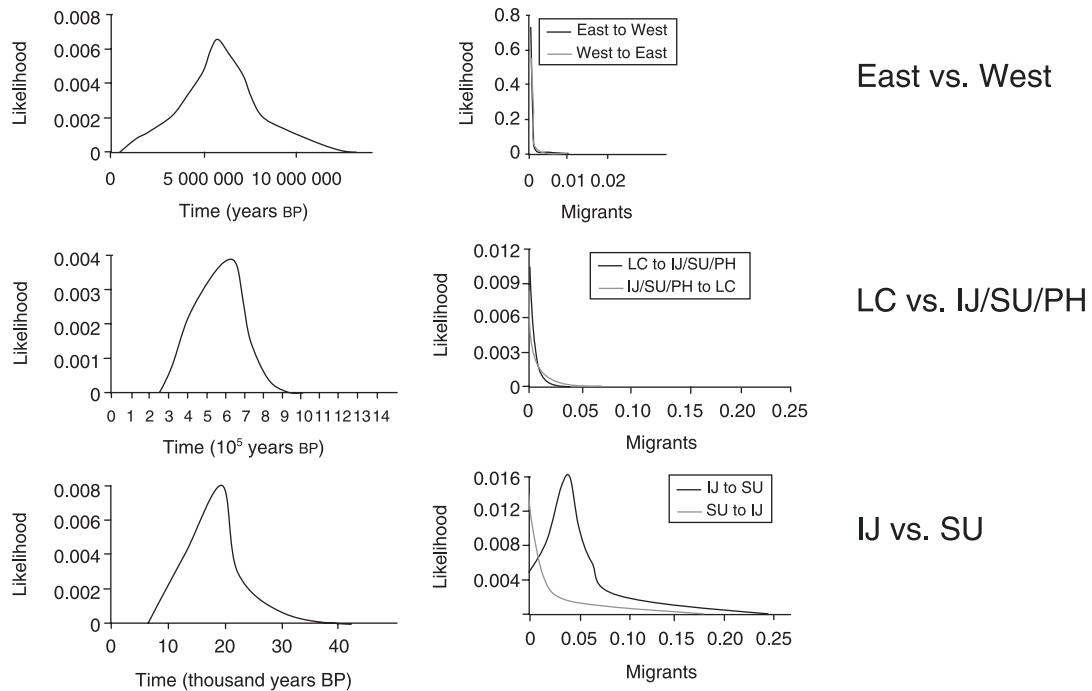 Likelihood
0.008
0.006
0.004
0.002
0
0 5 000 000 10 000 000
Time (years BP)
Likelihood
0.8
0.6
0.4
0.2
0
0 0.01 0.02
Migrants
East to West
West to East
East vs. West
Likelihood
0.004
0.003
0.002
0.001
0
0 1 2 3 4 5 6 7 8 9 10 11 12 13 14
Time (10⁵ years BP)
Likelihood
0.012
0.009
0.006
0.003
0
0 0.05 0.10 0.15 0.20 0.25
Migrants
LC to IJ/SU/PH
IJ/SU/PH to LC
LC vs. IJ/SU/PH
Likelihood
0.008
0.006
0.004
0.002
0
0 10 20 30 40
Time (thousand years BP)
Likelihood
0.016
0.012
0.008
0.004
0 0.05 0.10 0.15 0.20 0.25
Migrants
IJ to SU
SU to IJ
IJ vs. SU